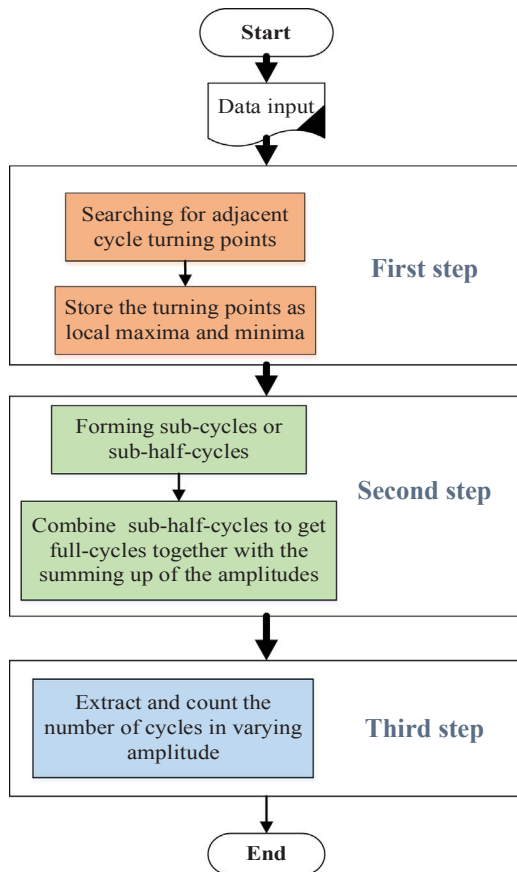 Start
Data input
Searching for adjacent
cycle turning points
First step
Store the turning points as
local maxima and minima
Forming sub-cycles or
sub-half-cycles
Second step
Combine sub-half-cycles to get
full-cycles together with the
summing up of the amplitudes
Extract and count the
number of cycles in varying
amplitude
Third step
End